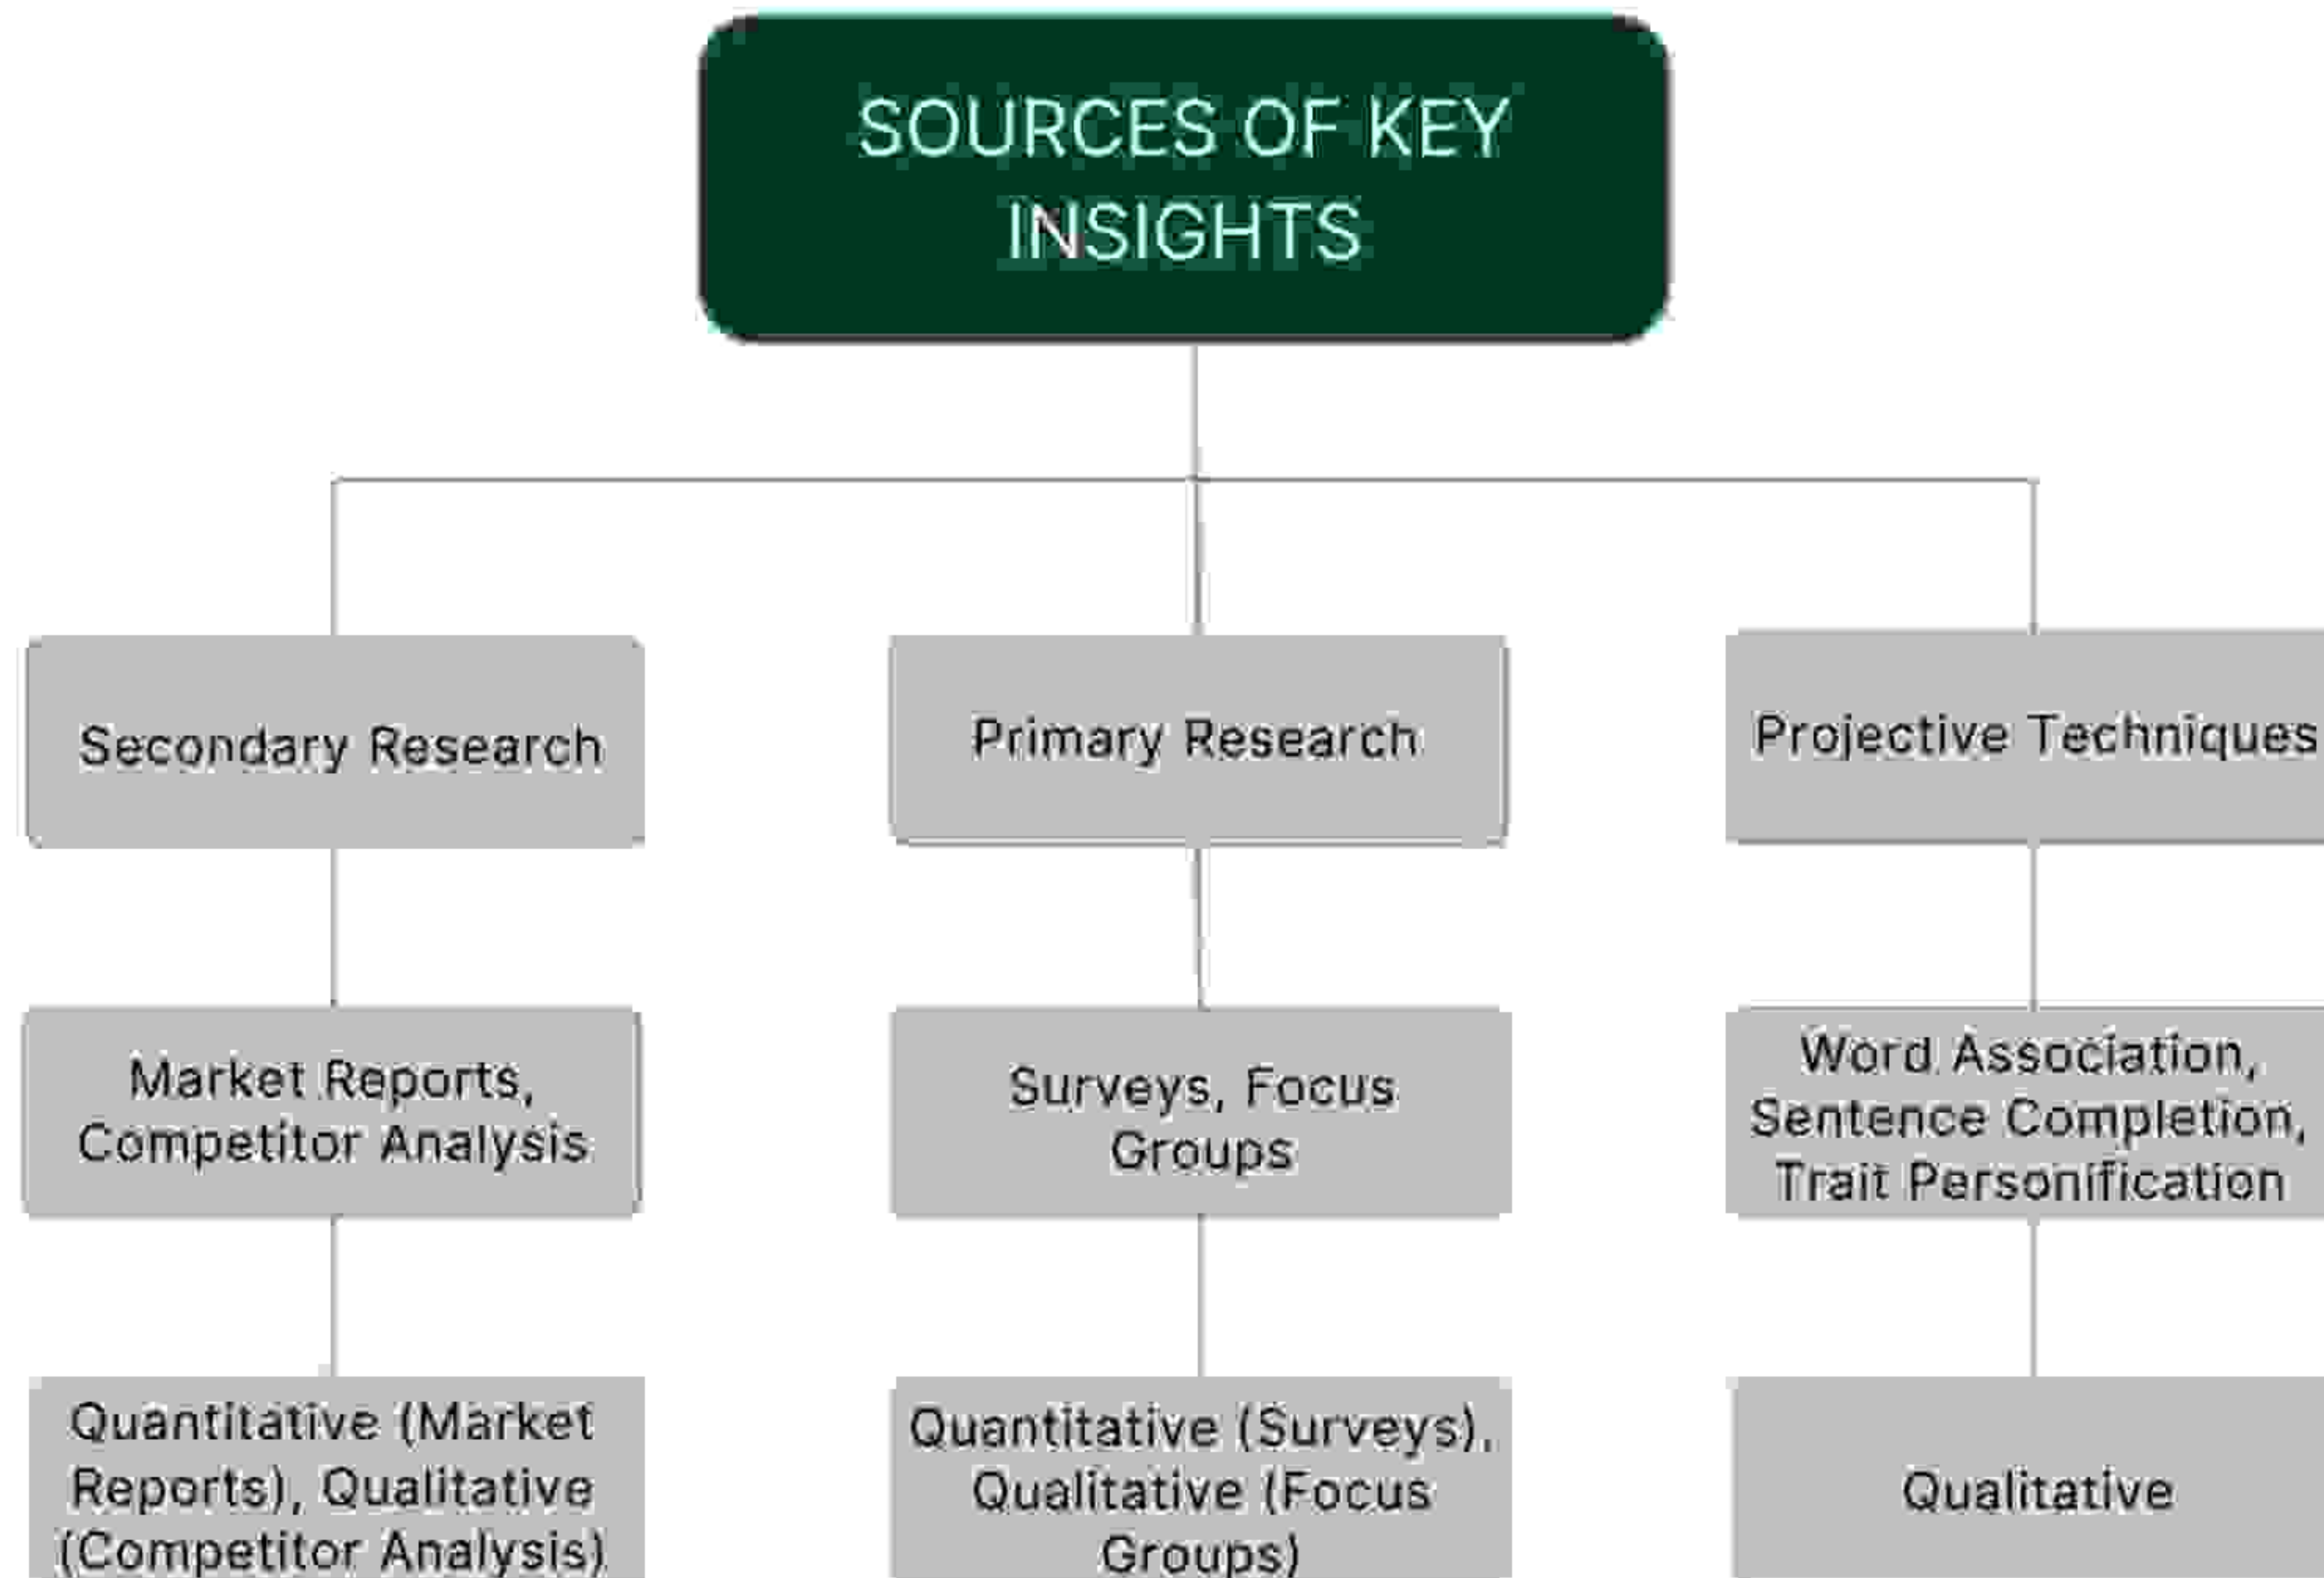 SOURCES OF KEY
INSIGHTS
Secondary Research
Primary Research
Projective Techniques
Market Reports,
Competitor Analysis
Surveys, Focus
Groups
Word Association,
Sentence Completion,
Trait Personification
Quantitative (Market
Reports), Qualitative
(Competitor Analysis)
Quantitative (Surveys),
Qualitative (Focus
Groups)
Qualitative